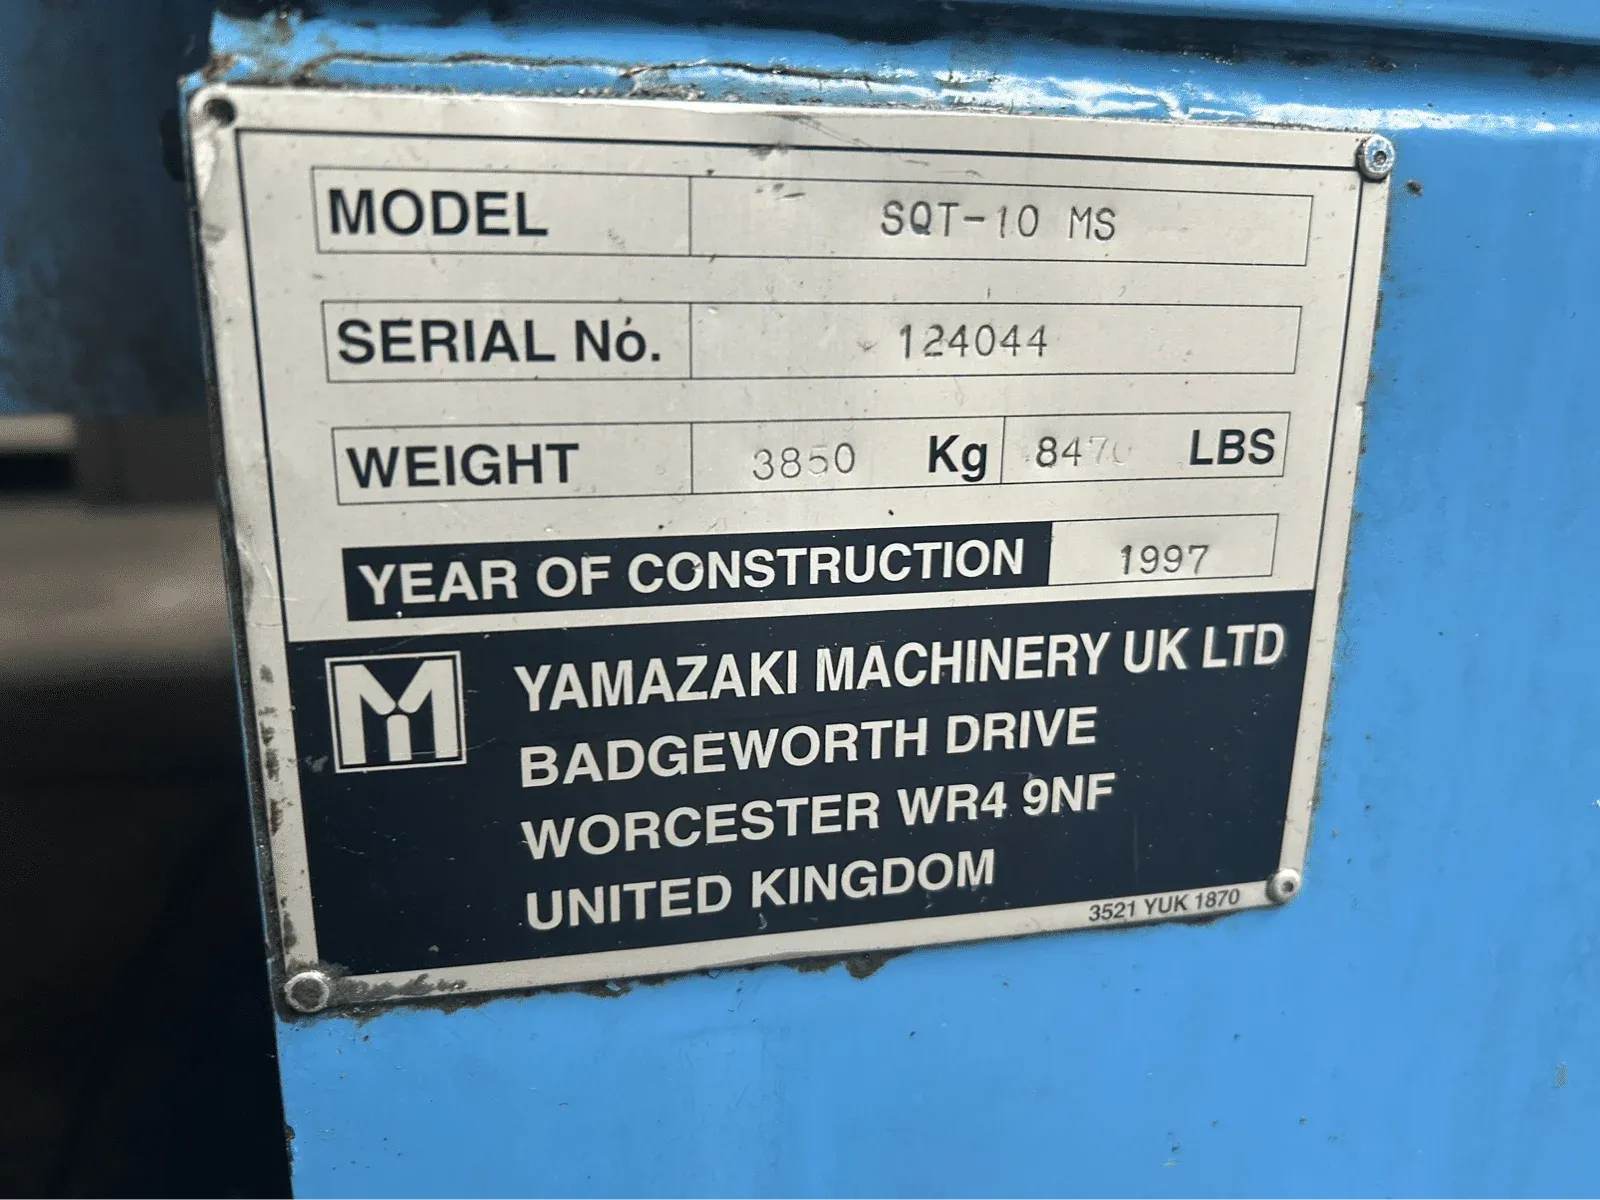 MODEL SQT-10 MS
SERIAL No. 124044
WEIGHT 3850 Kg 8470 LBS
YEAR OF CONSTRUCTION 1997
YAMAZAKI MACHINERY UK LTD
BADGEWORTH DRIVE
WORCESTER WR4 9NF
UNITED KINGDOM
3521 YUK 1870